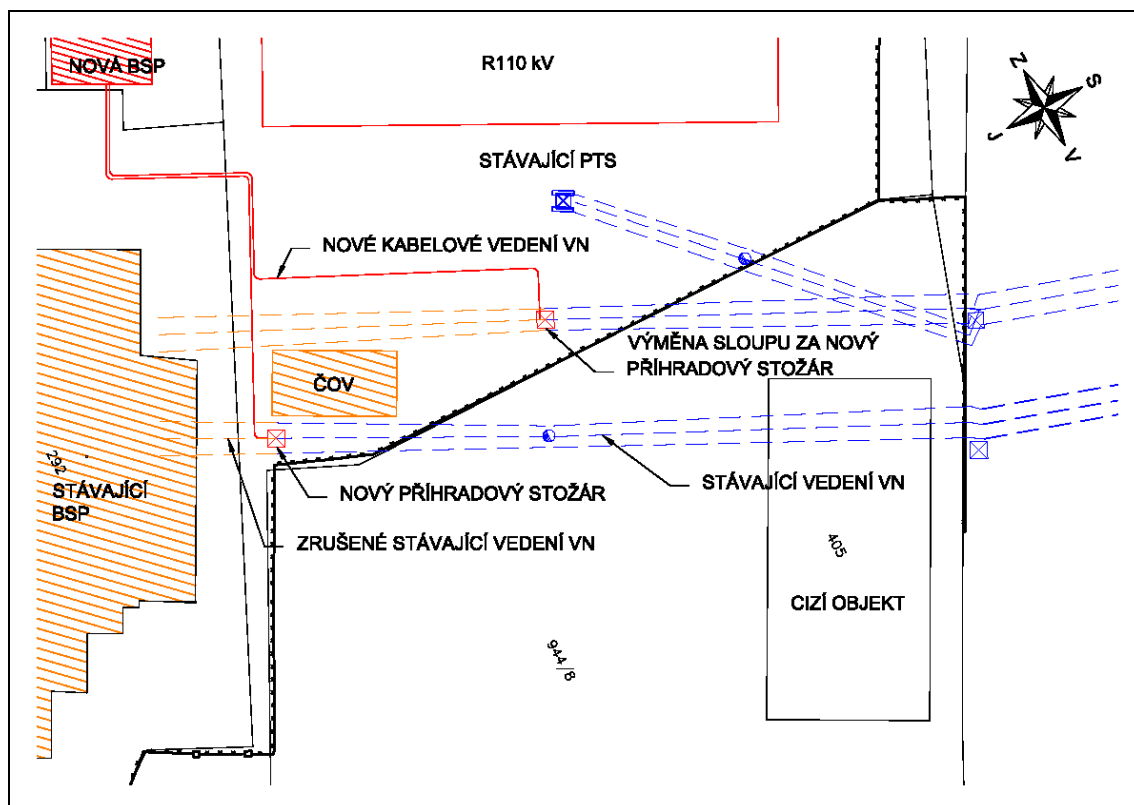 NOVÁ BSP
R110 kV
Z
S
J
V
STÁVAJÍCÍ PTS
NOVÉ KABELOVÉ VEDENÍ VN
VÝMĚNA SLOUPU ZA NOVÝ
PŘÍHRADOVÝ STOŽÁR
ČOV
292
STÁVAJÍCÍ
BSP
NOVÝ PŘÍHRADOVÝ STOŽÁR
STÁVAJÍCÍ VEDENÍ VN
ZRUŠENÉ STÁVAJÍCÍ VEDENÍ VN
405
CIZÍ OBJEKT
944/8